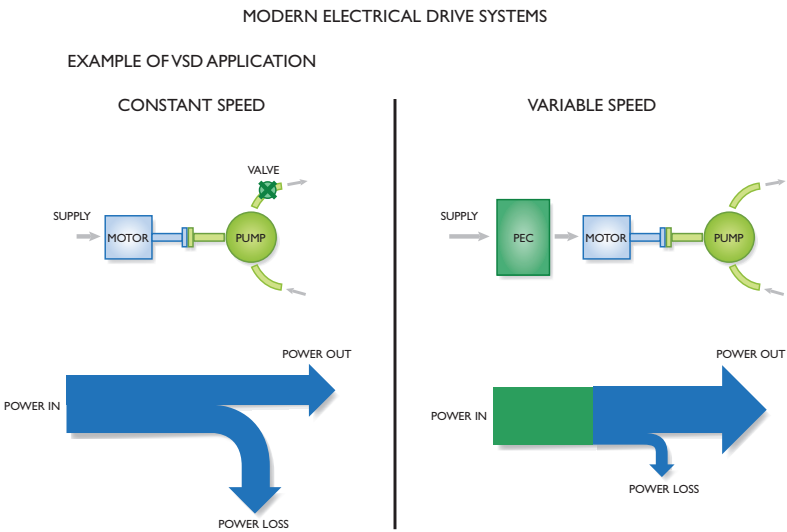 MODERN ELECTRICAL DRIVE SYSTEMS
EXAMPLE OF VSD APPLICATION
CONSTANT SPEED
VALVE
SUPPLY
MOTOR
PUMP
POWER OUT
POWER IN
POWER LOSS
VARIABLE SPEED
SUPPLY
PEC
MOTOR
PUMP
POWER OUT
POWER IN
POWER LOSS